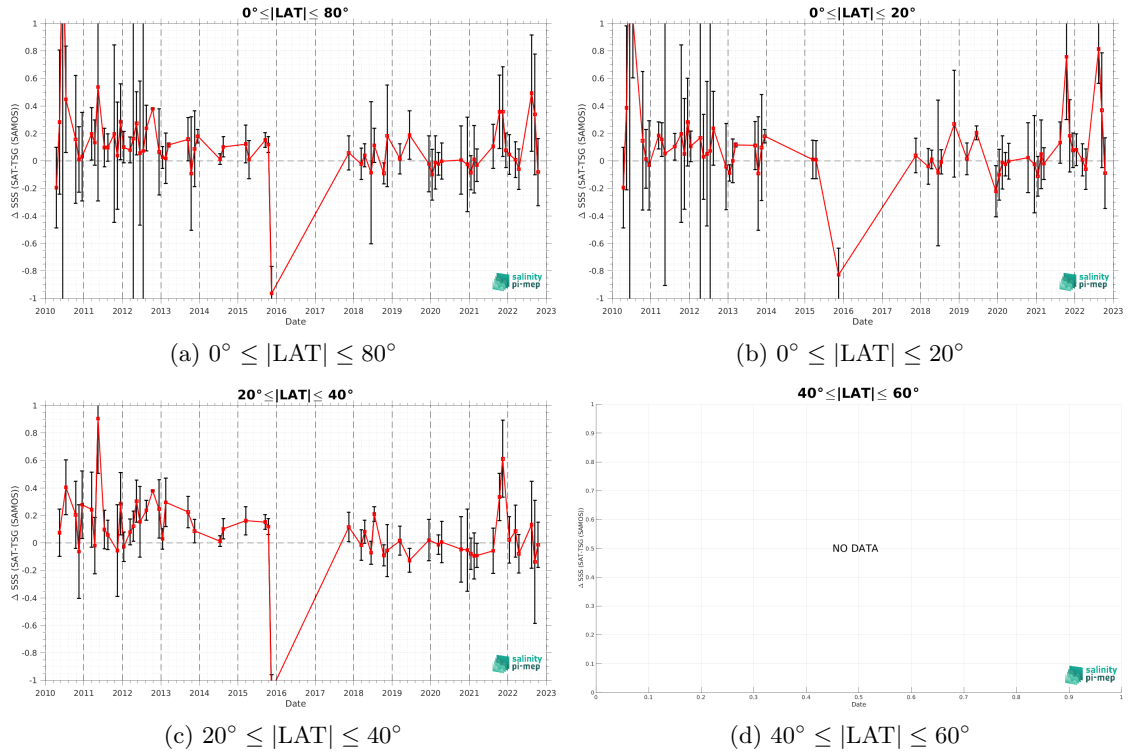 0°≤|LAT|≤ 80°
Δ SSS (SAT-TSG (SAMOS))
1
0.8
0.6
0.4
0.2
0
-0.2
-0.4
-0.6
-0.8
-1
2010 2011 2012 2013 2014 2015 2016 2017 2018 2019 2020 2021 2022 2023
Date
salinity
pi-mep
(a) 0° ≤ |LAT| ≤ 80°
0°≤|LAT|≤ 20°
Δ SSS (SAT-TSG (SAMOS))
1
0.8
0.6
0.4
0.2
0
-0.2
-0.4
-0.6
-0.8
-1
2010 2011 2012 2013 2014 2015 2016 2017 2018 2019 2020 2021 2022 2023
Date
salinity
pi-mep
(b) 0° ≤ |LAT| ≤ 20°
20°≤|LAT|≤ 40°
Δ SSS (SAT-TSG (SAMOS))
1
0.8
0.6
0.4
0.2
0
-0.2
-0.4
-0.6
-0.8
-1
2010 2011 2012 2013 2014 2015 2016 2017 2018 2019 2020 2021 2022 2023
Date
salinity
pi-mep
(c) 20° ≤ |LAT| ≤ 40°
40°≤|LAT|≤ 60°
Δ SSS (SAT-TSG (SAMOS))
1
0.9
0.8
0.7
0.6
0.5
0.4
0.3
0.2
0.1
0
NO DATA
0 0.1 0.2 0.3 0.4 0.5 0.6 0.7 0.8 0.9 1
Date
salinity
pi-mep
(d) 40° ≤ |LAT| ≤ 60°